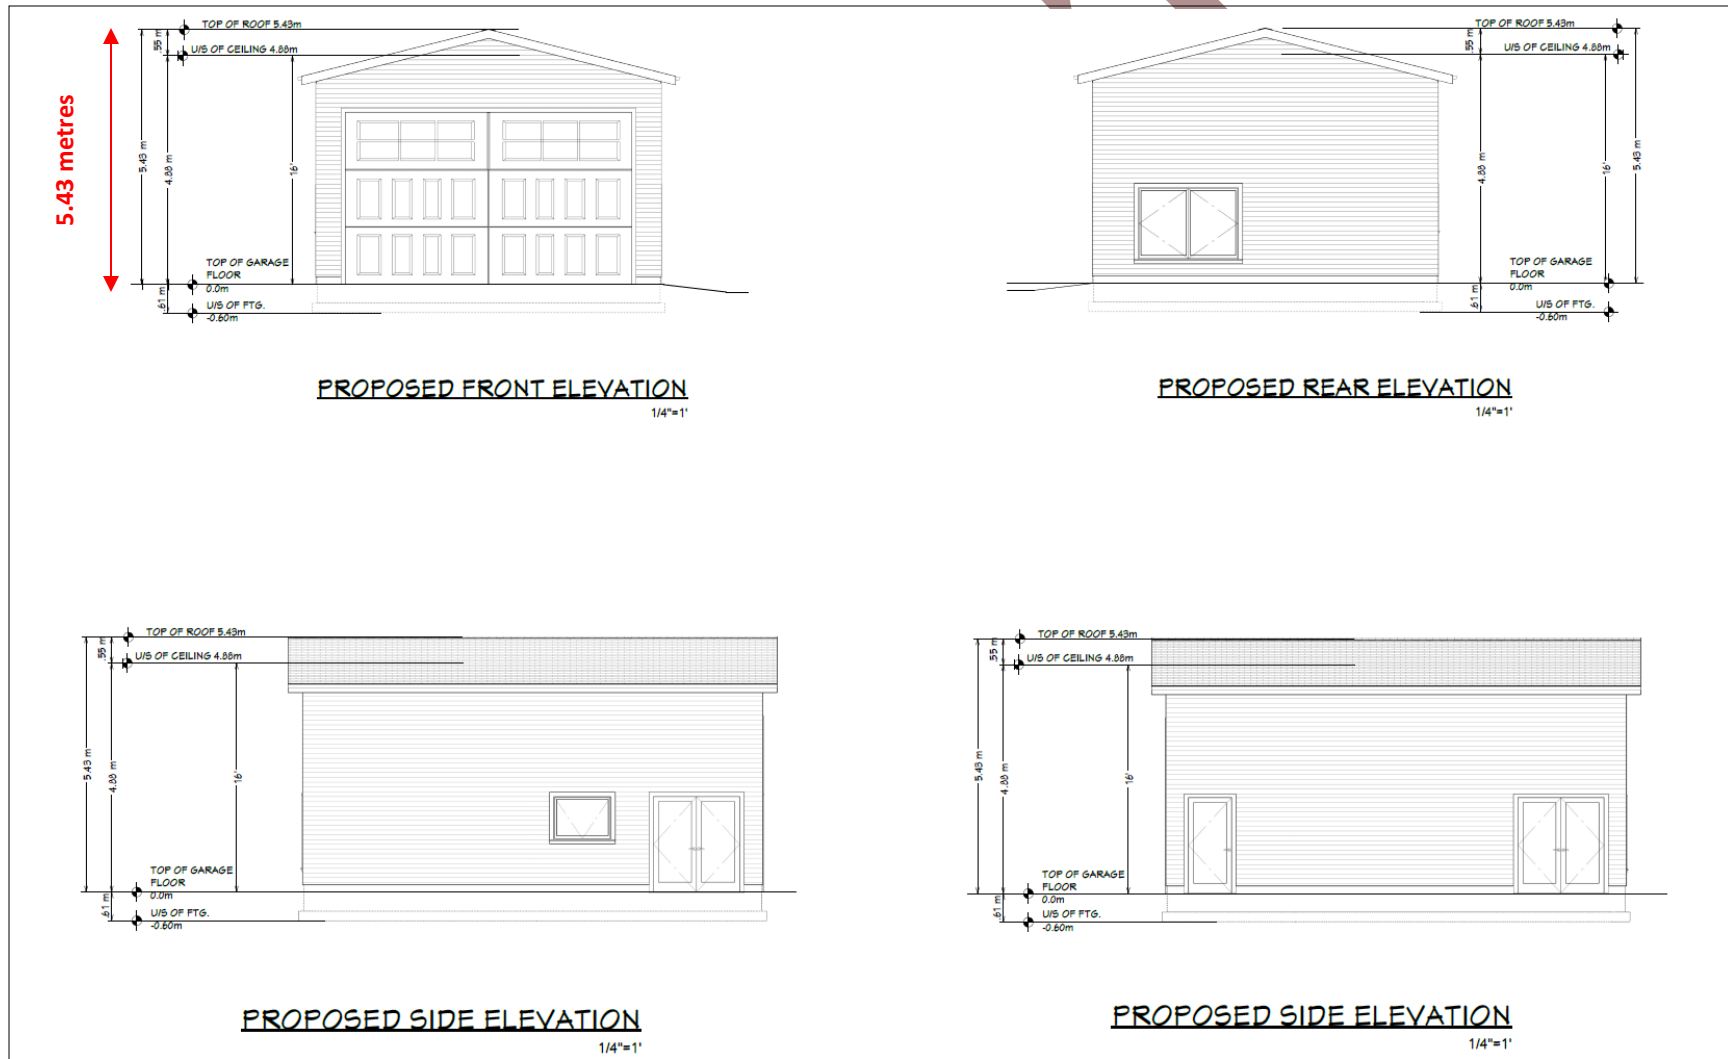 TOP OF ROOF 5.43m
U/S OF CEILING 4.88m
.55 m
5.43 metres
5.43 m
4.88 m
16'
TOP OF GARAGE
FLOOR
0.0m
.61 m
U/S OF FTG.
-0.60m
PROPOSED FRONT ELEVATION
1/4"=1'
TOP OF ROOF 5.43m
.55 m
U/S OF CEILING 4.88m
4.88 m
16'
5.43 m
TOP OF GARAGE
FLOOR
0.0m
.61 m
U/S OF FTG.
-0.60m
PROPOSED REAR ELEVATION
1/4"=1'
TOP OF ROOF 5.43m
.55 m
U/S OF CEILING 4.88m
5.43 m
4.88 m
16'
TOP OF GARAGE
FLOOR
0.0m
.61 m
U/S OF FTG.
-0.60m
PROPOSED SIDE ELEVATION
1/4"=1'
TOP OF ROOF 5.43m
.55 m
U/S OF CEILING 4.88m
5.43 m
4.88 m
16'
TOP OF GARAGE
FLOOR
0.0m
.61 m
U/S OF FTG.
-0.60m
PROPOSED SIDE ELEVATION
1/4"=1'